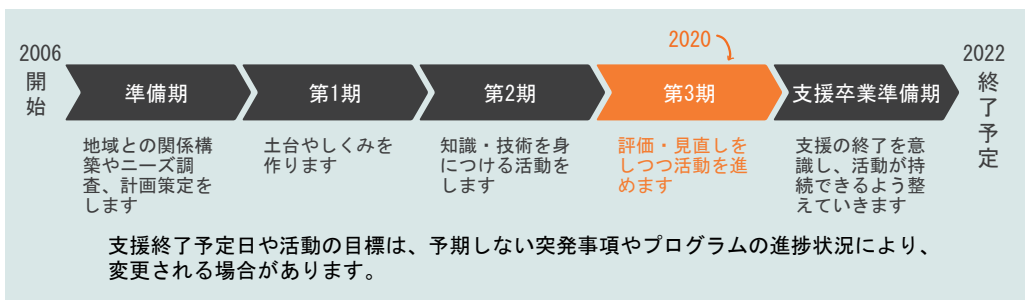 2006
開始
準備期
地域との関係構
築やニーズ調
査、計画策定を
します
第1期
土台やしくみを
作ります
第2期
知識・技術を身
につける活動を
します
2020
第3期
評価・見直しを
しつつ活動を進
めます
支援卒業準備期
支援の終了を意
識し、活動が持
続できるよう整
えていきます
2022
終了予定
支援終了予定日や活動の目標は、予期しない突発事項やプログラムの進捗状況により、
変更される場合があります。